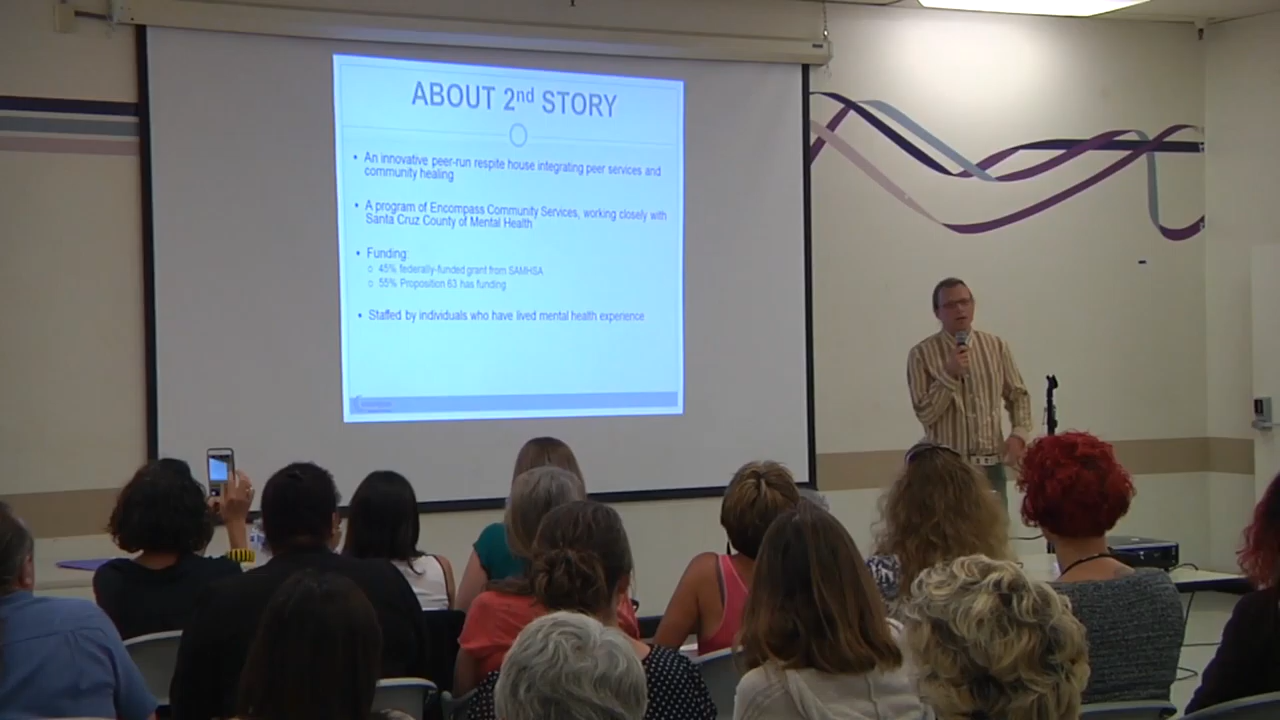 ABOUT 2nd STORY
• An innovative peer-run respite house integrating peer services and
community healing
• A program of Encompass Community Services, working closely with
Santa Cruz County of Mental Health
• Funding:
○ 45% federally-funded grant from SAMHSA
○ 55% Proposition 63 has funding
• Staffed by individuals who have lived mental health experience